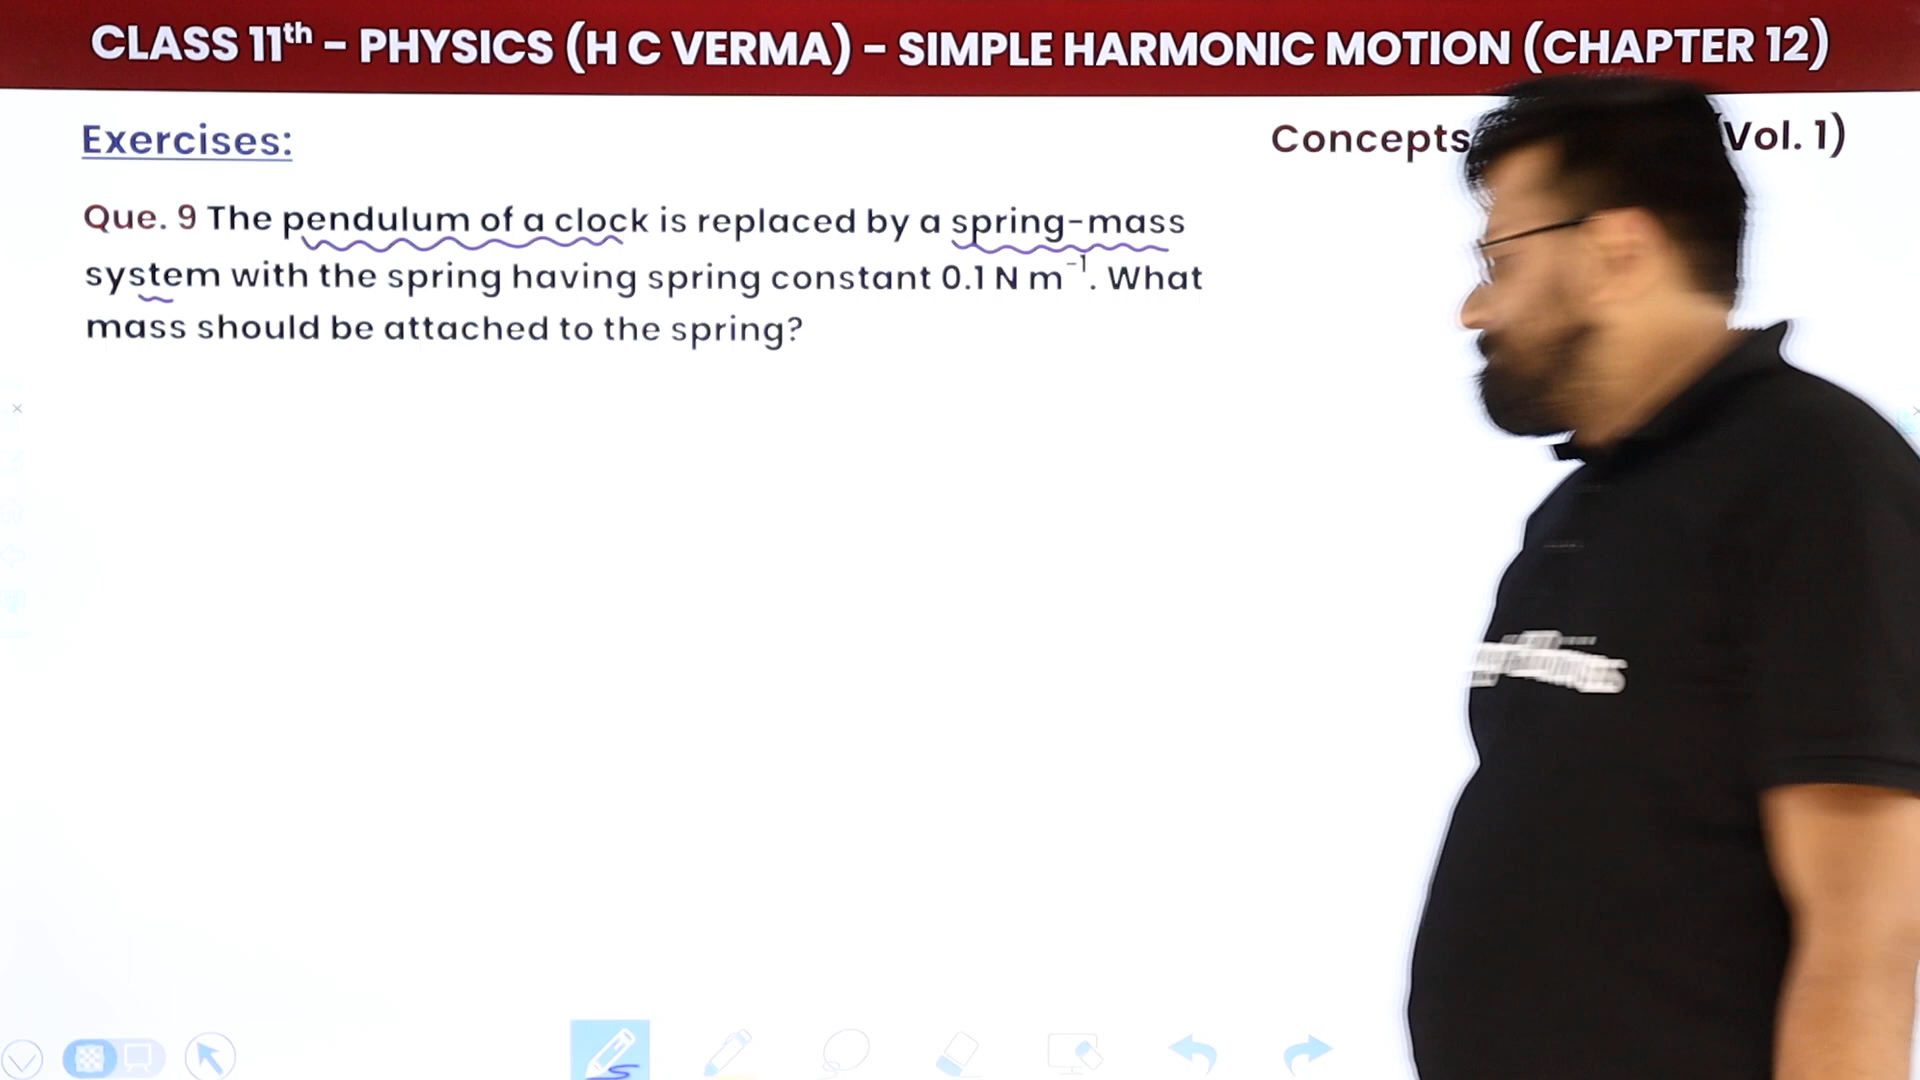 CLASS 11th – PHYSICS (H C VERMA) – SIMPLE HARMONIC MOTION (CHAPTER 12)
Exercises:
Concepts (Vol. 1)
Que. 9 The pendulum of a clock is replaced by a spring-mass
system with the spring having spring constant 0.1 N m⁻¹. What
mass should be attached to the spring?